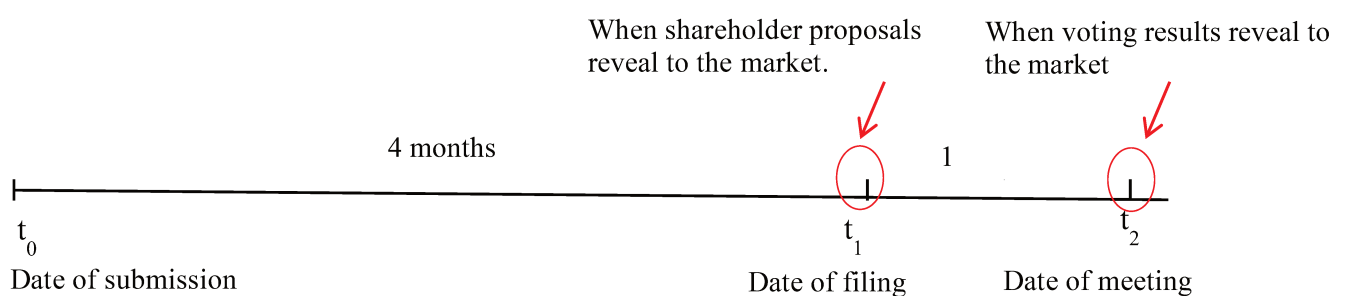 When shareholder proposals
reveal to the market.
When voting results reveal to
the market
4 months
1
t0
t1
t2
Date of submission
Date of filing
Date of meeting